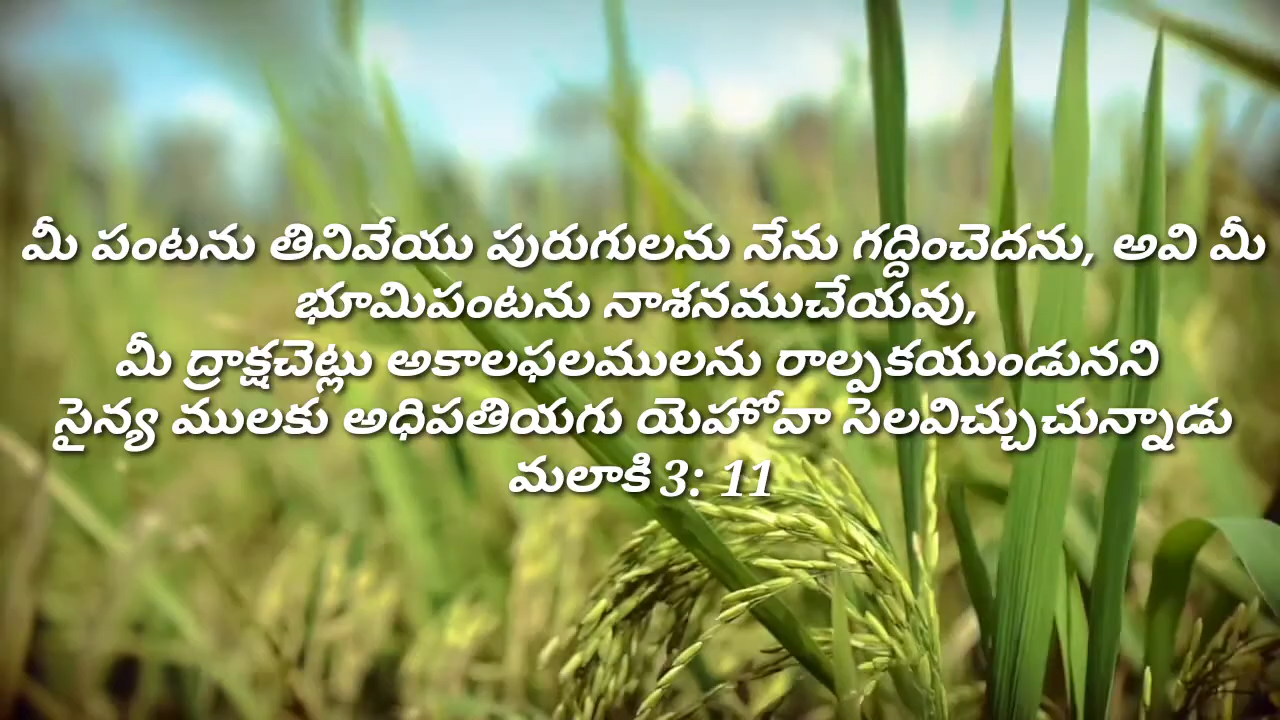 మీ పంటను తినివేయు పురుగులను నేను గద్దించెదను, అవి మీ
భూమిపంటను నాశనముచేయవు,
మీ ద్రాక్షచెట్లు అకాలఫలములను రాల్పకయుండునని
సైన్య ములకు అధిపతియగు యెహోవా సెలవిచ్చుచున్నాడు
మలాకి 3: 11